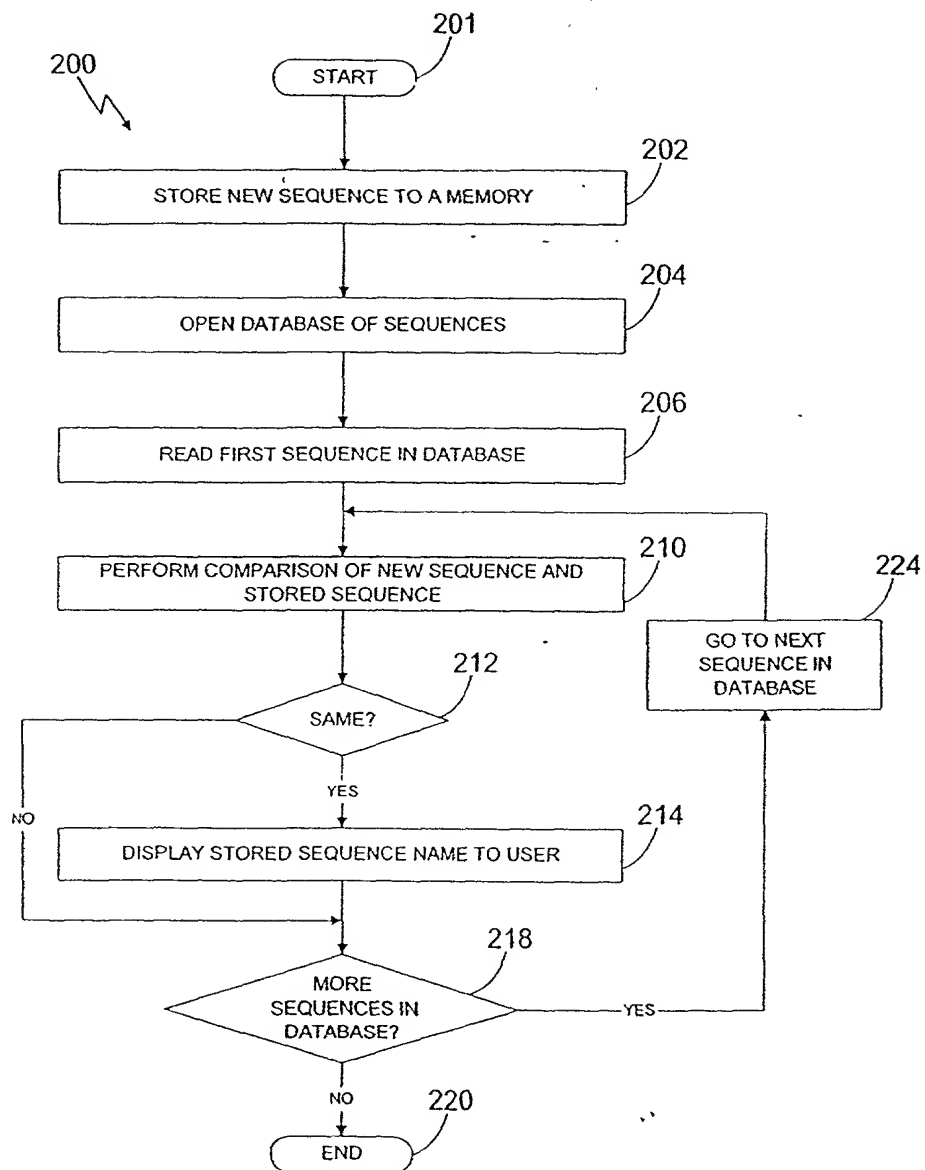 201
200
START
202
STORE NEW SEQUENCE TO A MEMORY
204
OPEN DATABASE OF SEQUENCES
206
READ FIRST SEQUENCE IN DATABASE
210
PERFORM COMPARISON OF NEW SEQUENCE AND
STORED SEQUENCE
224
GO TO NEXT
SEQUENCE IN
DATABASE
212
SAME?
YES
NO
214
DISPLAY STORED SEQUENCE NAME TO USER
218
MORE
SEQUENCES IN
DATABASE?
YES
NO
220
END